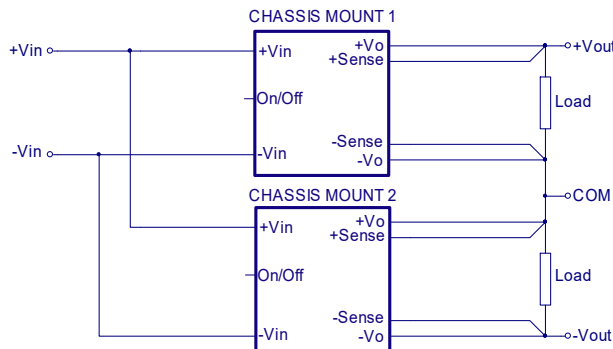 CHASSIS MOUNT 1
+Vin
+Vin
+Vo
+Vout
+Sense
On/Off
Load
-Vin
-Vin
-Sense
-Vo
CHASSIS MOUNT 2
COM
+Vin
+Vo
+Sense
On/Off
Load
-Vin
-Sense
-Vo
-Vout